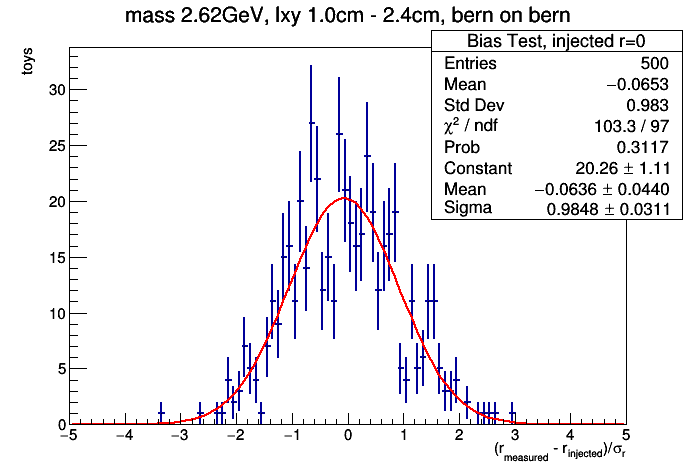 mass 2.62GeV, lxy 1.0cm - 2.4cm, bern on bern
toys
Bias Test, injected r=0
Entries 500
Mean −0.0653
Std Dev 0.983
χ² / ndf 103.3 / 97
Prob 0.3117
Constant 20.26 ± 1.11
Mean −0.0636 ± 0.0440
Sigma 0.9848 ± 0.0311
30
25
20
15
10
5
0
−5 −4 −3 −2 −1 0 1 2 3 4 5
(r_measured - r_injected)/σ_r